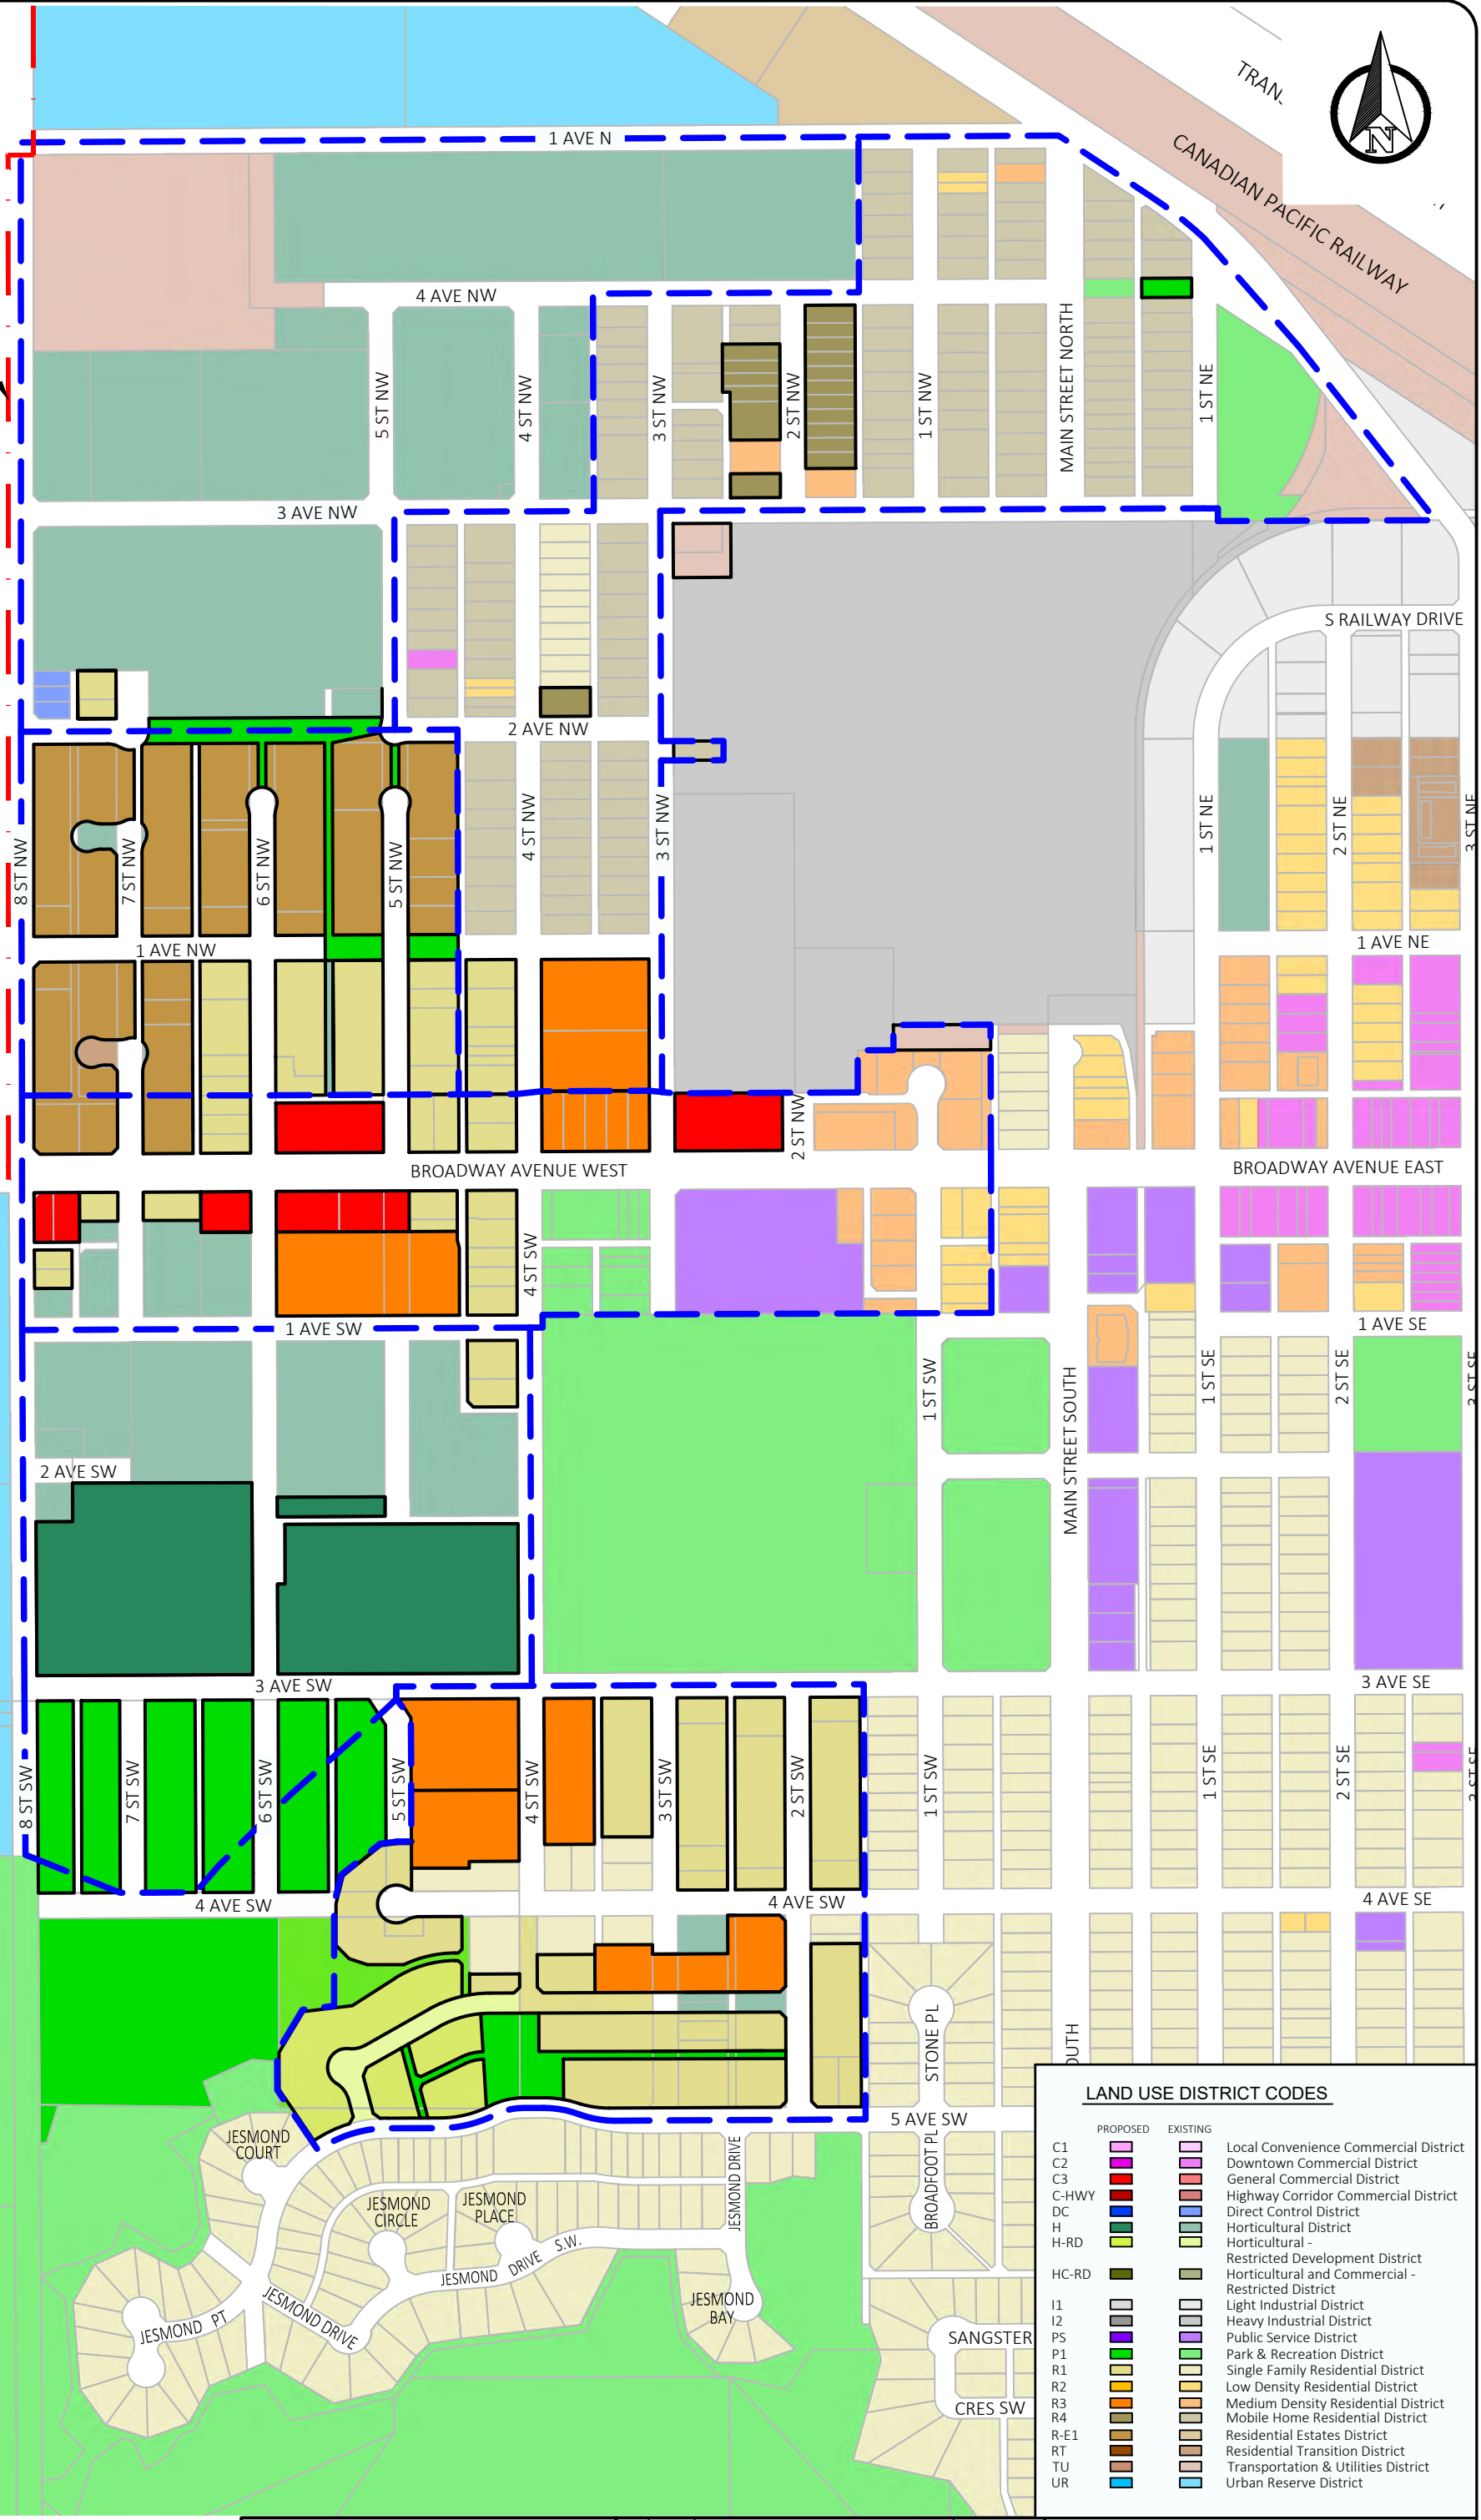 TRAN
N
CANADIAN PACIFIC RAILWAY
1 AVE N
4 AVE NW
5 ST NW
4 ST NW
3 ST NW
2 ST NW
1 ST NW
MAIN STREET NORTH
1 ST NE
3 AVE NW
S RAILWAY DRIVE
2 AVE NW
8 ST NW
7 ST NW
6 ST NW
5 ST NW
4 ST NW
3 ST NW
1 ST NE
2 ST NE
3 ST NE
1 AVE NW
1 AVE NE
2 ST NW
BROADWAY AVENUE WEST
BROADWAY AVENUE EAST
4 ST SW
1 AVE SW
1 AVE SE
1 ST SW
MAIN STREET SOUTH
1 ST SE
2 ST SE
3 ST SE
2 AVE SW
3 AVE SW
3 AVE SE
8 ST SW
7 ST SW
6 ST SW
5 ST SW
4 ST SW
3 ST SW
2 ST SW
1 ST SW
1 ST SE
2 ST SE
3 ST SE
4 AVE SW
4 AVE SW
4 AVE SE
STONE PL
OUTH
5 AVE SW
JESMOND
COURT
JESMOND
CIRCLE
JESMOND
PLACE
JESMOND DRIVE
BROADFOOT PL
JESMOND DRIVE S.W.
JESMOND PT
JESMOND DRIVE
JESMOND
BAY
SANGSTER
CRES SW
LAND USE DISTRICT CODES
PROPOSED EXISTING
C1 Local Convenience Commercial District
C2 Downtown Commercial District
C3 General Commercial District
C-HWY Highway Corridor Commercial District
DC Direct Control District
H Horticultural District
H-RD Horticultural -
Restricted Development District
HC-RD Horticultural and Commercial -
Restricted District
I1 Light Industrial District
I2 Heavy Industrial District
PS Public Service District
P1 Park & Recreation District
R1 Single Family Residential District
R2 Low Density Residential District
R3 Medium Density Residential District
R4 Mobile Home Residential District
R-E1 Residential Estates District
RT Residential Transition District
TU Transportation & Utilities District
UR Urban Reserve District